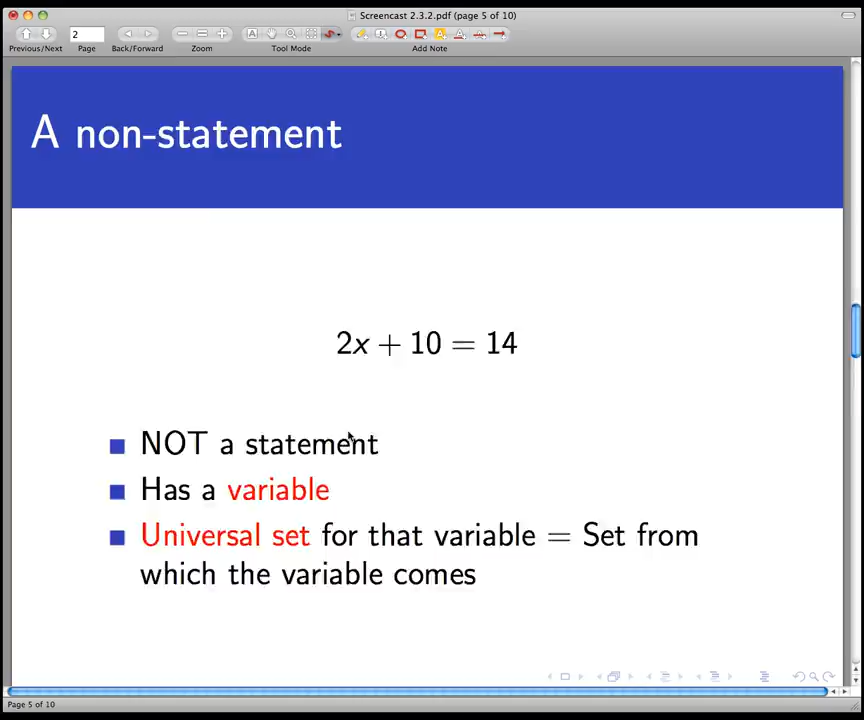 Screencast 2.3.2.pdf (page 5 of 10)
2
Previous/Next Page Back/Forward Zoom Tool Mode Add Note
A non-statement
2x + 10 = 14
NOT a statement
Has a variable
Universal set for that variable = Set from
which the variable comes
Page 5 of 10